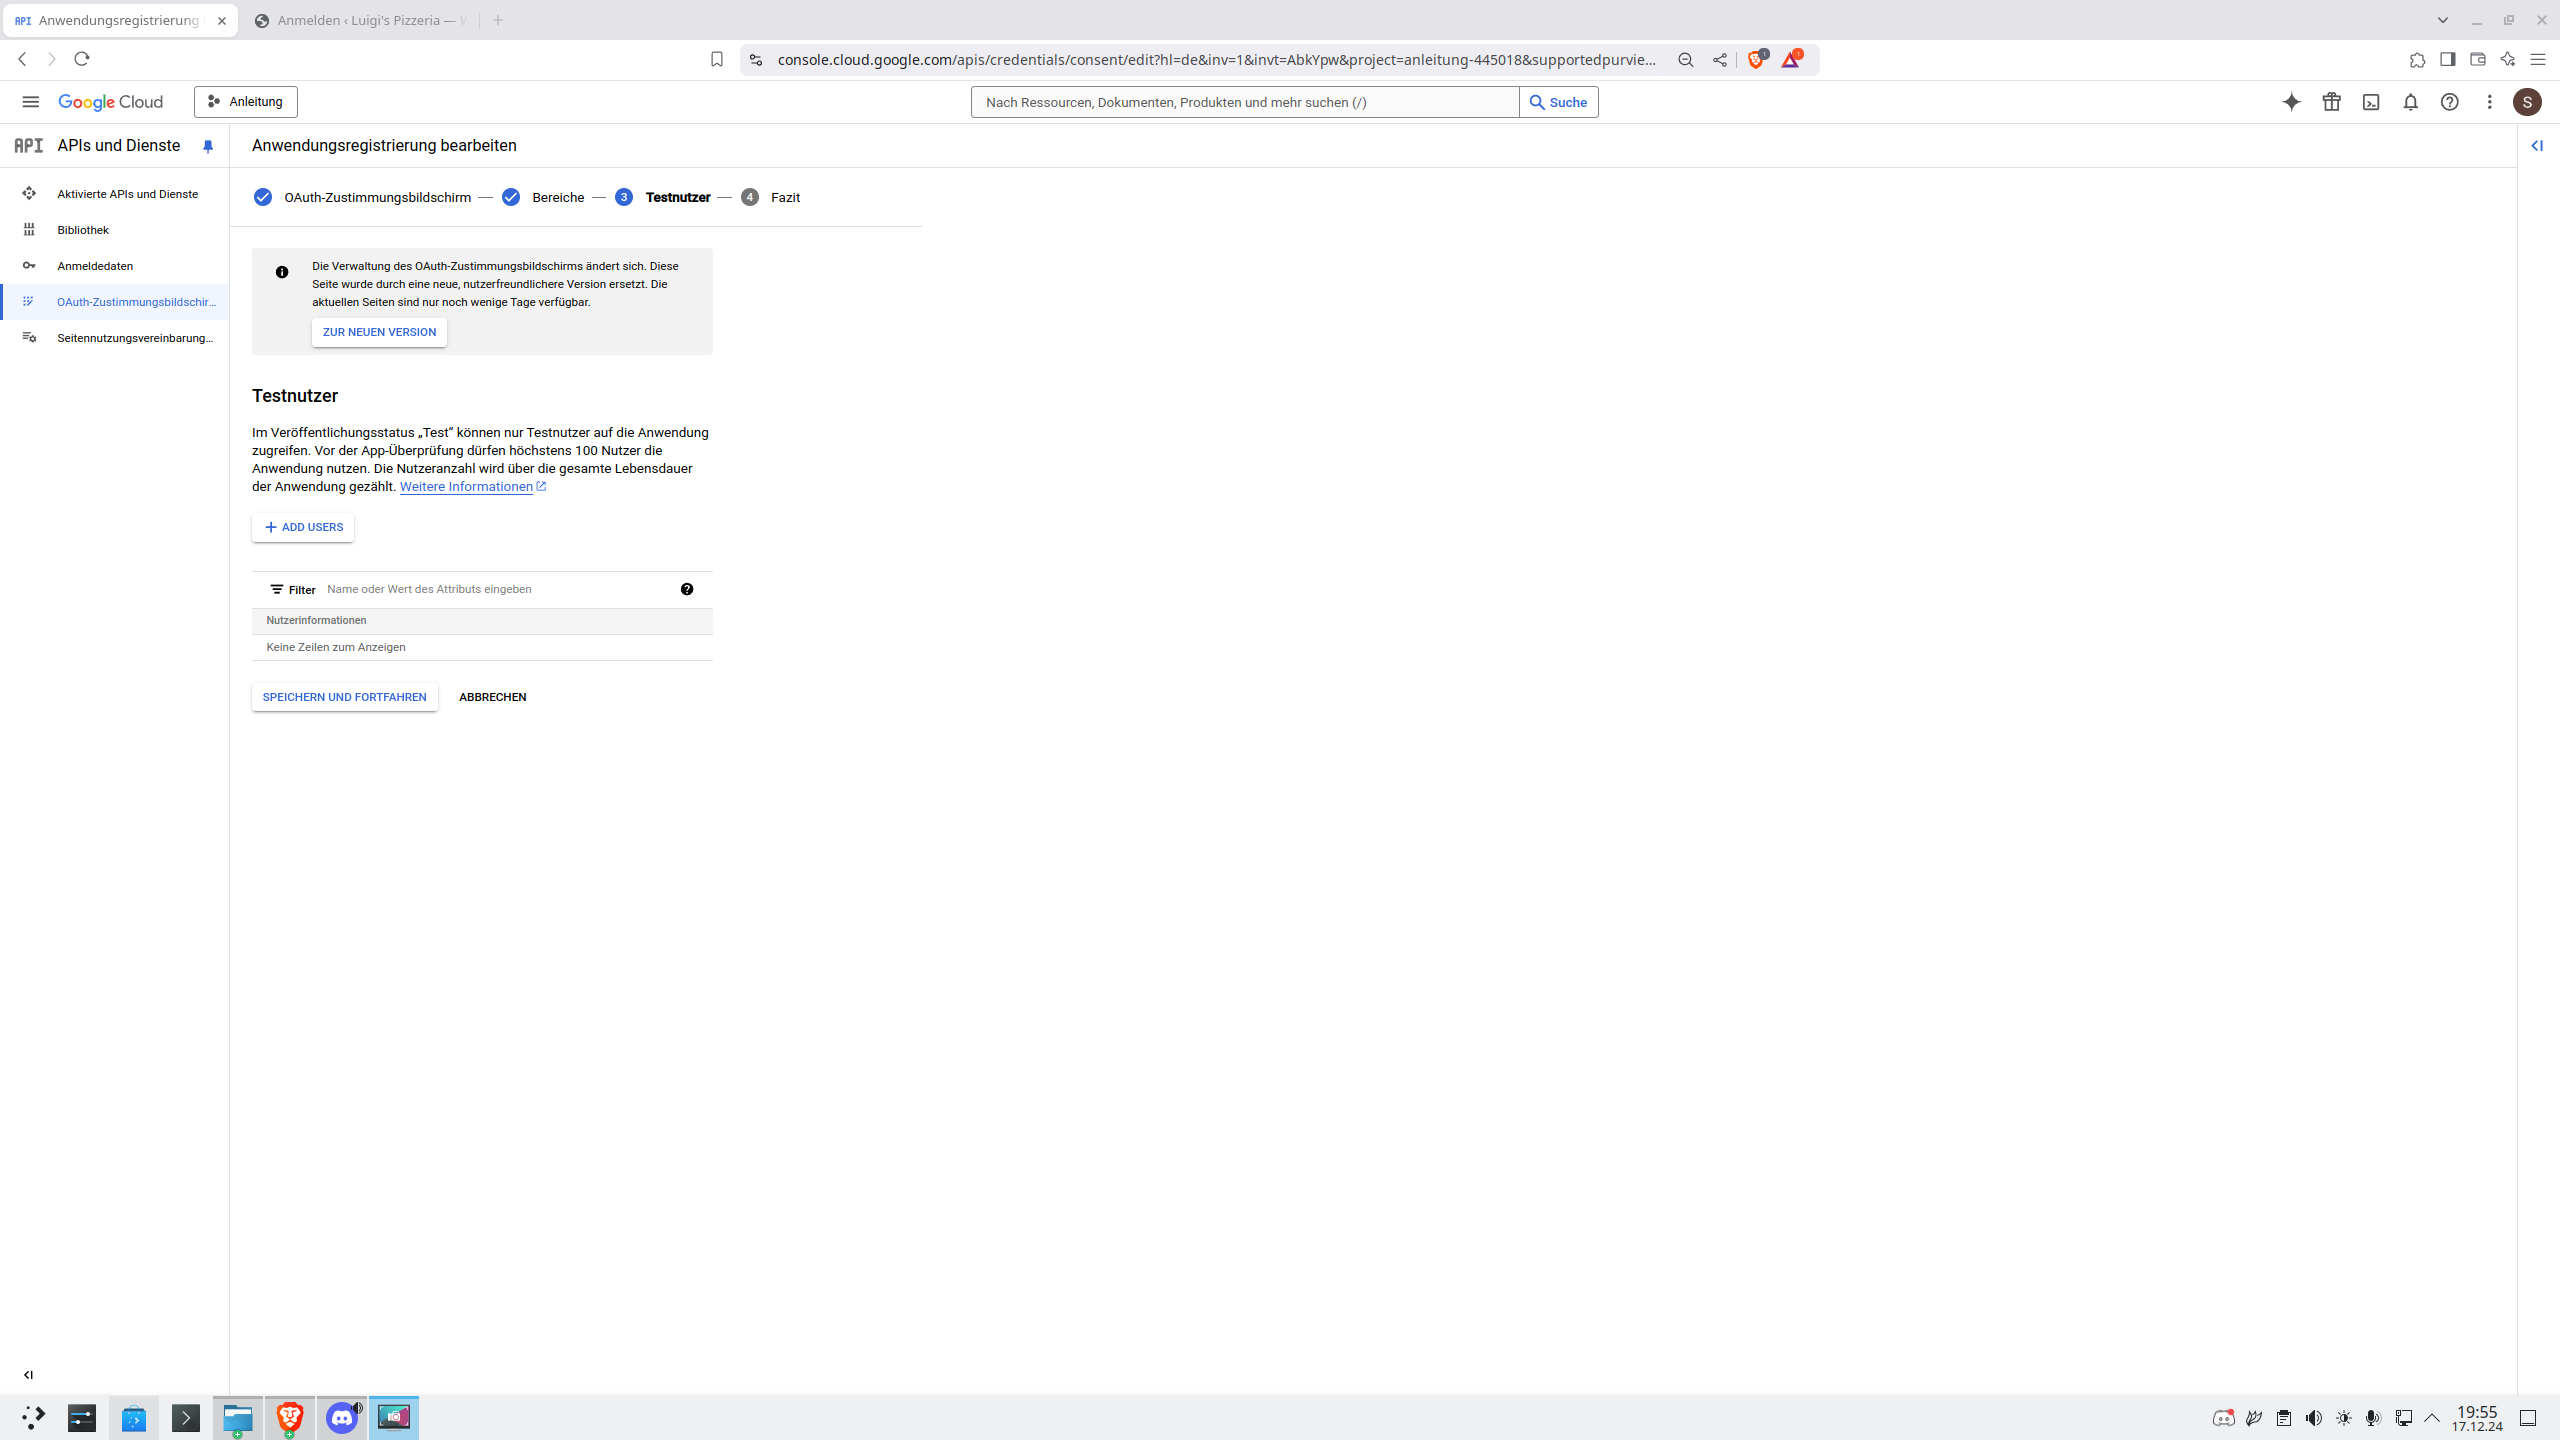 API Anwendungsregistrierung
Anmelden ‹ Luigi's Pizzeria —
console.cloud.google.com/apis/credentials/consent/edit?hl=de&inv=1&invt=AbkYpw&project=anleitung-445018&supportedpurvie...
1
1
Google Cloud
Anleitung
Nach Ressourcen, Dokumenten, Produkten und mehr suchen (/)
Suche
S
API APIs und Dienste
Anwendungsregistrierung bearbeiten
Aktivierte APIs und Dienste
Bibliothek
Anmeldedaten
OAuth-Zustimmungsbildschir...
Seitennutzungsvereinbarung...
OAuth-Zustimmungsbildschirm — Bereiche — 3 Testnutzer — 4 Fazit
Die Verwaltung des OAuth-Zustimmungsbildschirms ändert sich. Diese
Seite wurde durch eine neue, nutzerfreundlichere Version ersetzt. Die
aktuellen Seiten sind nur noch wenige Tage verfügbar.
ZUR NEUEN VERSION
Testnutzer
Im Veröffentlichungsstatus „Test“ können nur Testnutzer auf die Anwendung
zugreifen. Vor der App-Überprüfung dürfen höchstens 100 Nutzer die
Anwendung nutzen. Die Nutzeranzahl wird über die gesamte Lebensdauer
der Anwendung gezählt. Weitere Informationen
+ ADD USERS
Filter Name oder Wert des Attributs eingeben
Nutzerinformationen
Keine Zeilen zum Anzeigen
SPEICHERN UND FORTFAHREN ABBRECHEN
19:55
17.12.24